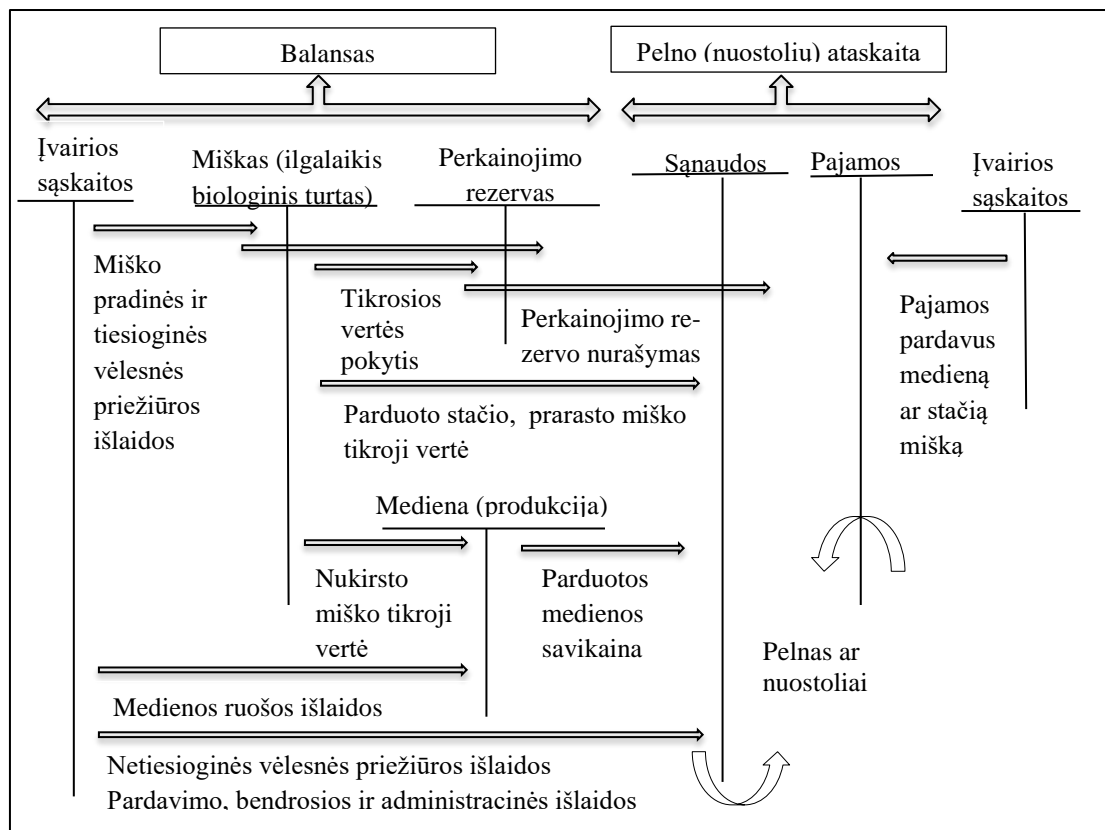 Balansas
Pelno (nuostolių) ataskaita
Įvairios
sąskaitos
Miškas (ilgalaikis
biologinis turtas)
Perkainojimo
rezervas
Sąnaudos
Pajamos
Įvairios
sąskaitos
Miško
pradinės ir
tiesioginės
vėlesnės
priežiūros
išlaidos
Tikrosios
vertės
pokytis
Perkainojimo re-
zervo nurašymas
Pajamos
pardavus
medieną
ar stačią
mišką
Parduoto stačio, prarasto miško
tikroji vertė
Mediena (produkcija)
Nukirsto
miško tikroji
vertė
Parduotos
medienos
savikaina
Pelnas ar
nuostoliai
Medienos ruošos išlaidos
Netiesioginės vėlesnės priežiūros išlaidos
Pardavimo, bendrosios ir administracinės išlaidos